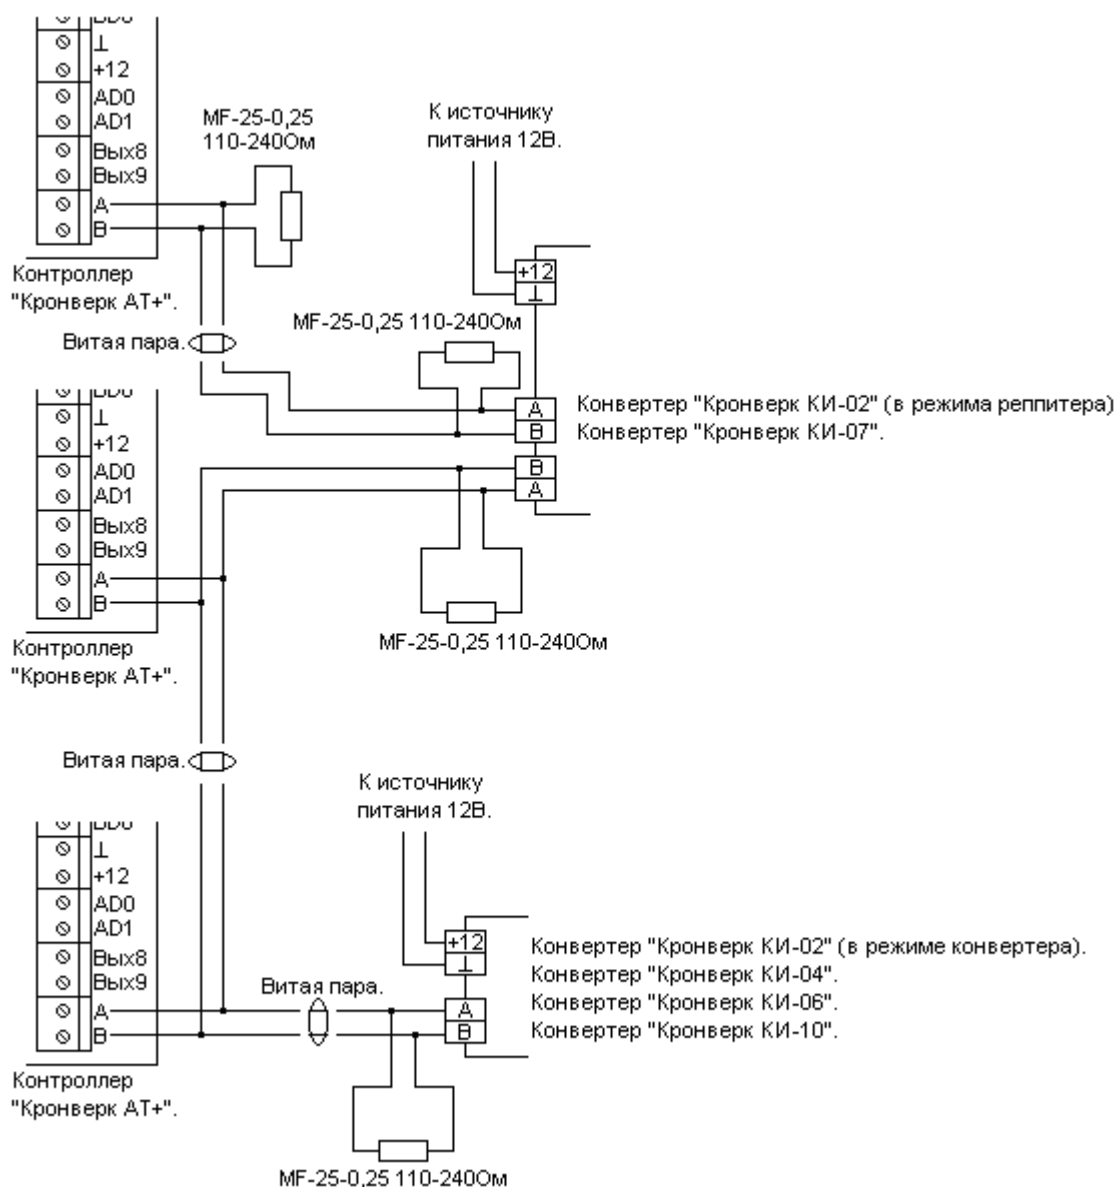 ⊥
+12
AD0
AD1
Вых8
Вых9
A
B
Контроллер
"Кронверк АТ+".
MF-25-0,25
110-240Ом
К источнику
питания 12В.
+12
⊥
MF-25-0,25 110-240Ом
Витая пара.
A
B
B
A
Конвертер "Кронверк КИ-02" (в режима реппитера)
Конвертер "Кронверк КИ-07".
⊥
+12
AD0
AD1
Вых8
Вых9
A
B
Контроллер
"Кронверк АТ+".
MF-25-0,25 110-240Ом
Витая пара.
К источнику
питания 12В.
⊥
+12
AD0
AD1
Вых8
Вых9
A
B
Контроллер
"Кронверк АТ+".
Витая пара.
+12
⊥
A
B
Конвертер "Кронверк КИ-02" (в режиме конвертера).
Конвертер "Кронверк КИ-04".
Конвертер "Кронверк КИ-06".
Конвертер "Кронверк КИ-10".
MF-25-0,25 110-240Ом